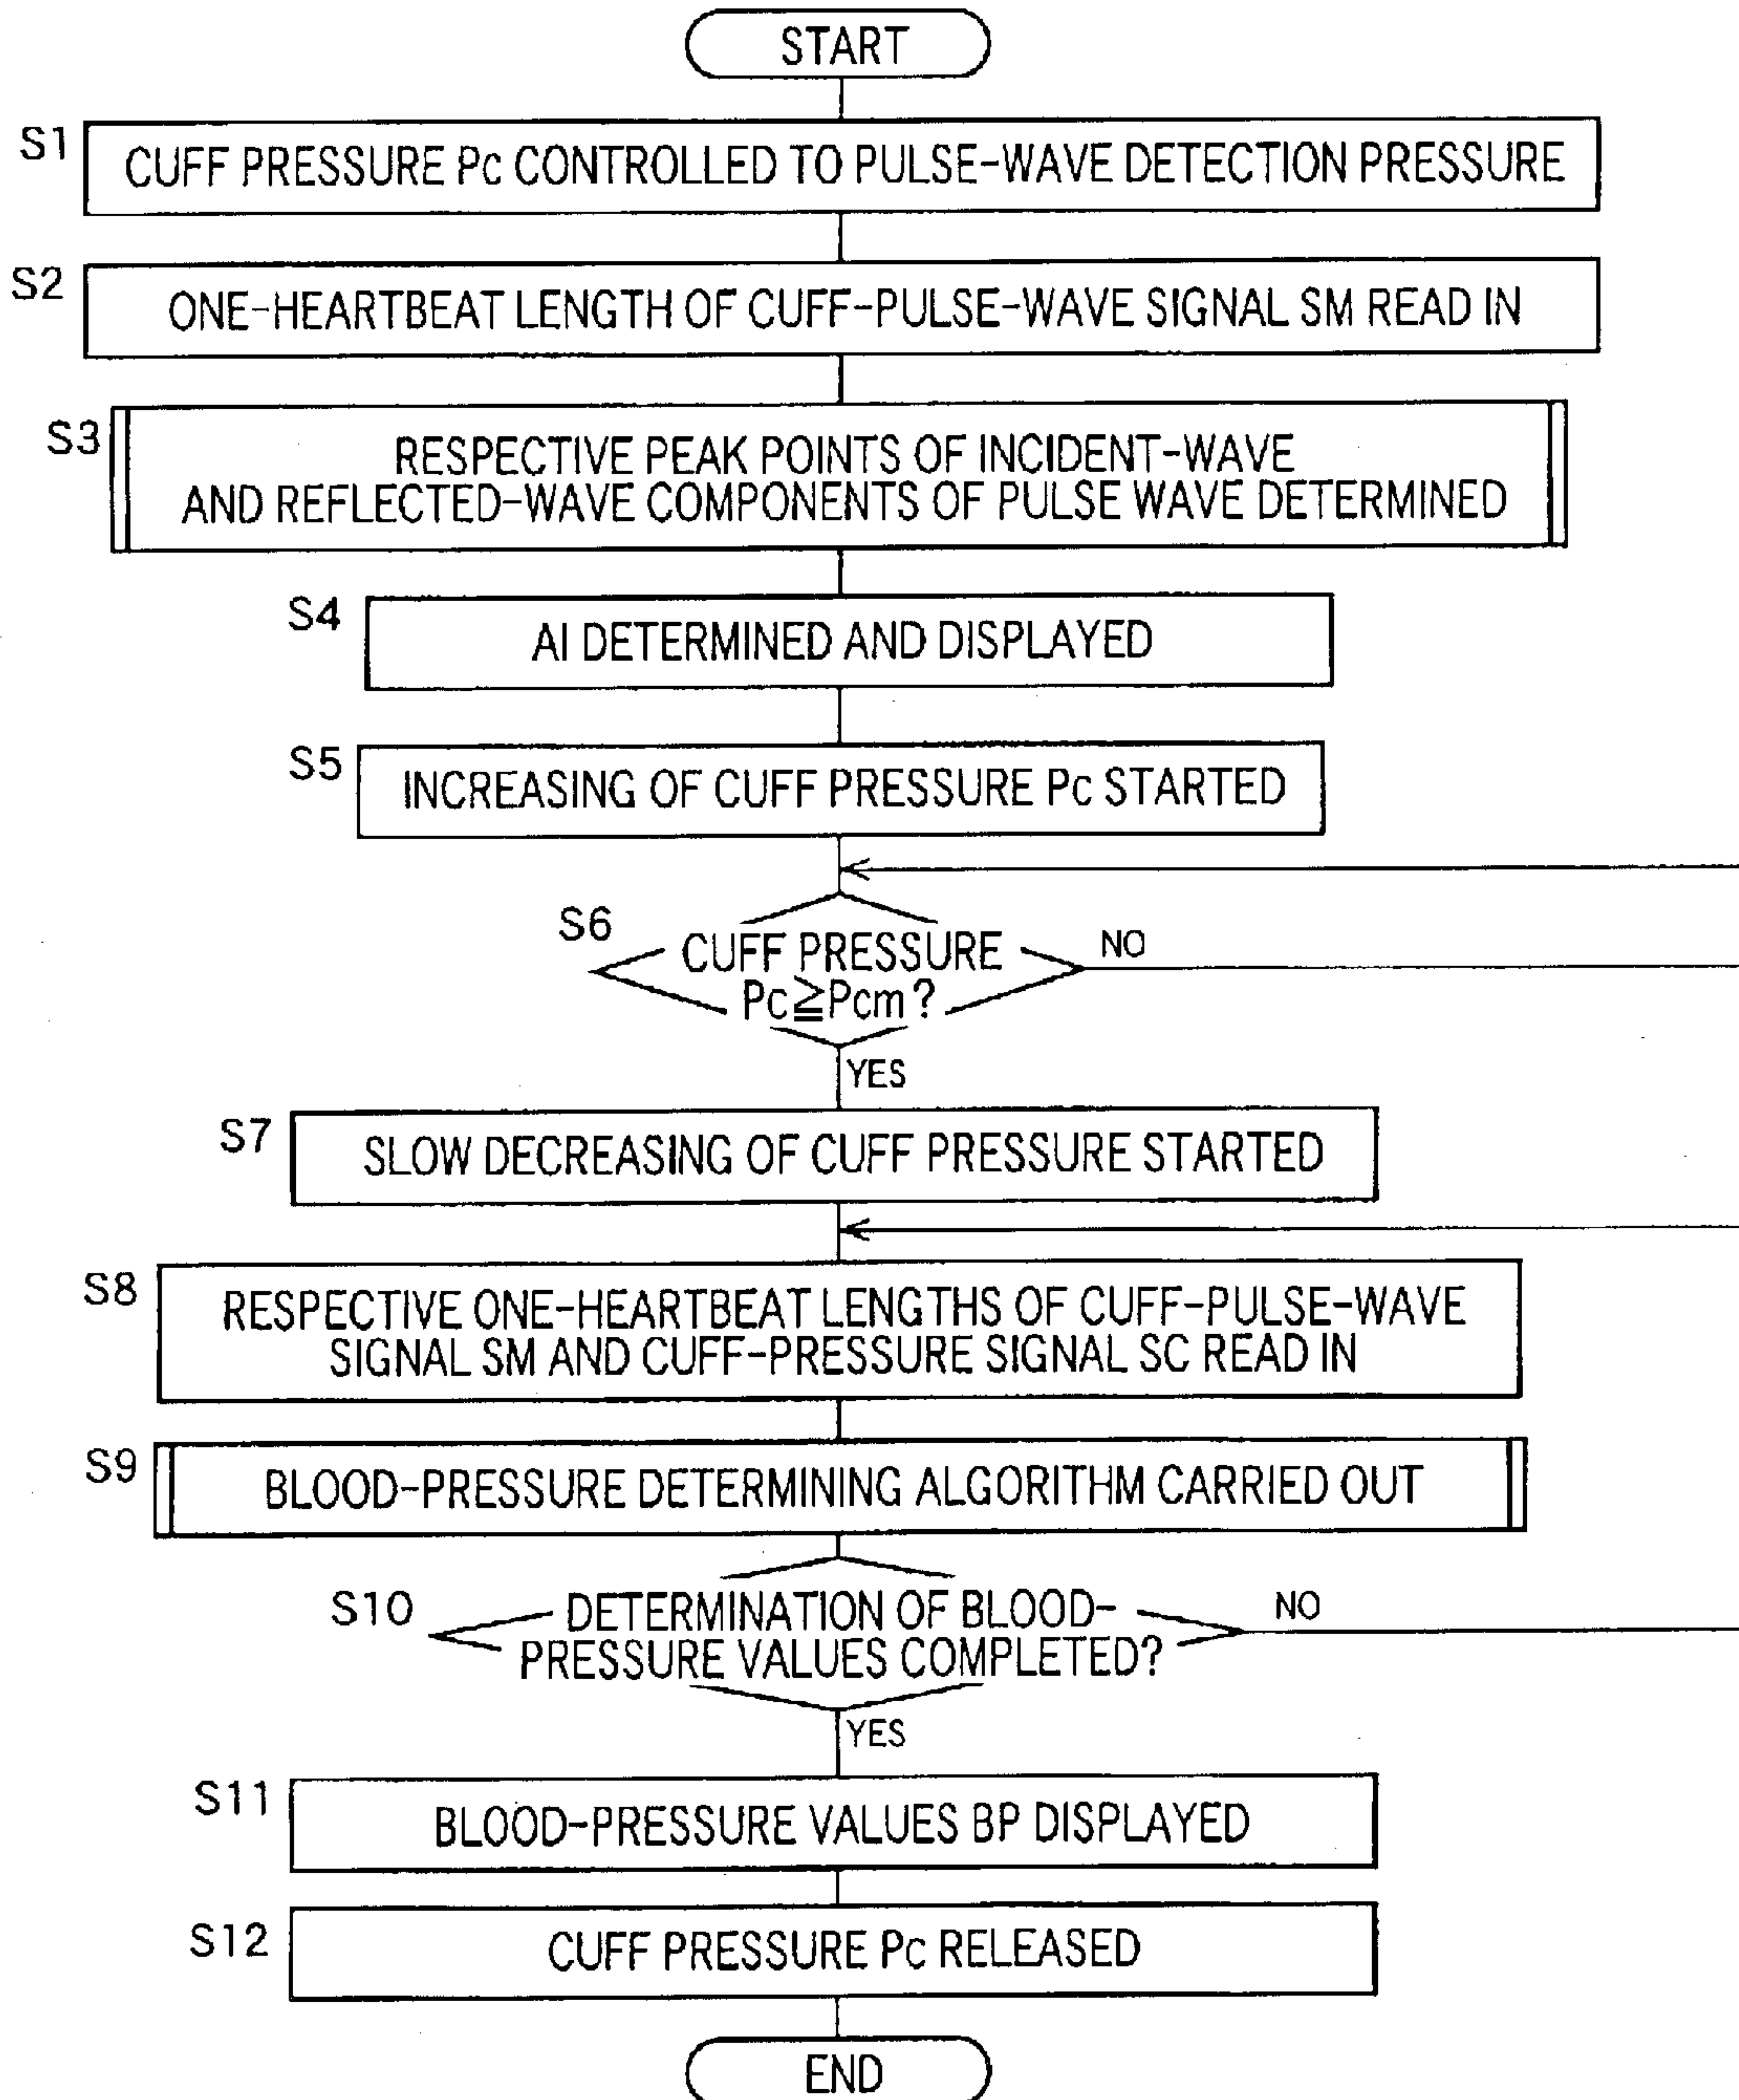 START
S1
CUFF PRESSURE Pc CONTROLLED TO PULSE-WAVE DETECTION PRESSURE
S2
ONE-HEARTBEAT LENGTH OF CUFF-PULSE-WAVE SIGNAL SM READ IN
S3
RESPECTIVE PEAK POINTS OF INCIDENT-WAVE
AND REFLECTED-WAVE COMPONENTS OF PULSE WAVE DETERMINED
S4
AI DETERMINED AND DISPLAYED
S5
INCREASING OF CUFF PRESSURE Pc STARTED
S6
CUFF PRESSURE
Pc≧Pcm?
NO
YES
S7
SLOW DECREASING OF CUFF PRESSURE STARTED
S8
RESPECTIVE ONE-HEARTBEAT LENGTHS OF CUFF-PULSE-WAVE
SIGNAL SM AND CUFF-PRESSURE SIGNAL SC READ IN
S9
BLOOD-PRESSURE DETERMINING ALGORITHM CARRIED OUT
S10
DETERMINATION OF BLOOD-
PRESSURE VALUES COMPLETED?
NO
YES
S11
BLOOD-PRESSURE VALUES BP DISPLAYED
S12
CUFF PRESSURE Pc RELEASED
END